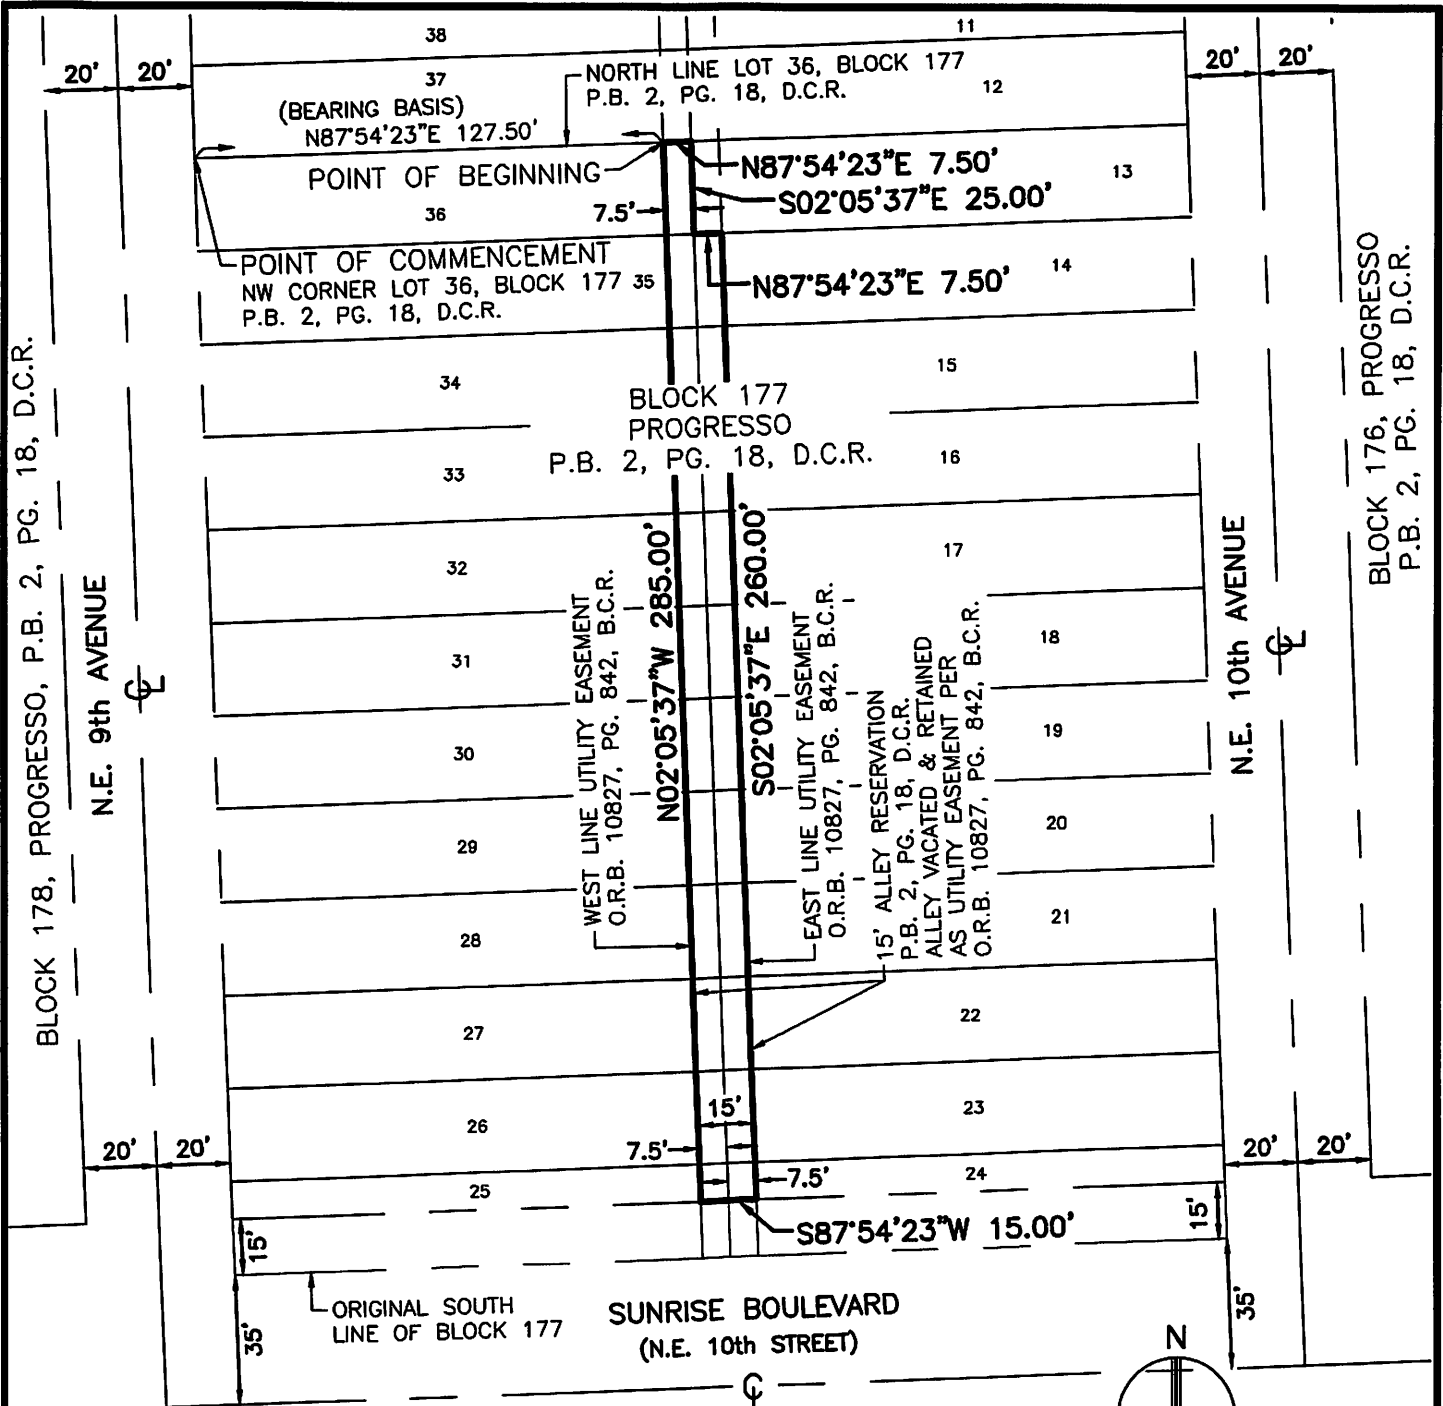 38
11
20'
20'
37
NORTH LINE LOT 36, BLOCK 177
P.B. 2, PG. 18, D.C.R.
12
20'
20'
(BEARING BASIS)
N87°54'23"E 127.50'
POINT OF BEGINNING
N87°54'23"E 7.50'
13
S02°05'37"E 25.00'
36
7.5'
POINT OF COMMENCEMENT
NW CORNER LOT 36, BLOCK 177
P.B. 2, PG. 18, D.C.R.
35
N87°54'23"E 7.50'
14
34
15
BLOCK 177
PROGRESSO
P.B. 2, PG. 18, D.C.R.
33
16
32
17
31
18
30
19
29
20
28
21
27
22
26
23
25
24
BLOCK 178, PROGRESSO, P.B. 2, PG. 18, D.C.R.
N.E. 9th AVENUE
CL
WEST LINE UTILITY EASEMENT
O.R.B. 10827, PG. 842, B.C.R.
N02°05'37"W 285.00'
S02°05'37"E 260.00'
EAST LINE UTILITY EASEMENT
O.R.B. 10827, PG. 842, B.C.R.
15' ALLEY RESERVATION
P.B. 2, PG. 18, D.C.R.
ALLEY VACATED & RETAINED
AS UTILITY EASEMENT PER
O.R.B. 10827, PG. 842, B.C.R.
N.E. 10th AVENUE
CL
BLOCK 176, PROGRESSO
P.B. 2, PG. 18, D.C.R.
20'
20'
15'
7.5'
7.5'
20'
20'
S87°54'23"W 15.00'
15'
15'
ORIGINAL SOUTH
LINE OF BLOCK 177
35'
35'
SUNRISE BOULEVARD
(N.E. 10th STREET)
CL
N